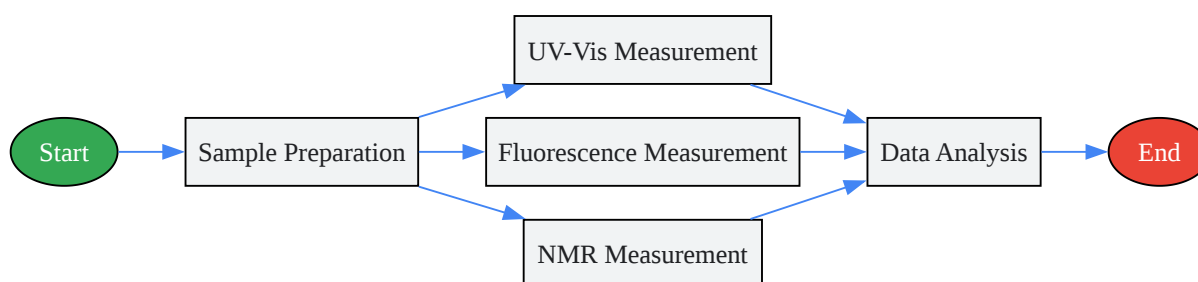 Start
Sample Preparation
UV-Vis Measurement
Fluorescence Measurement
NMR Measurement
Data Analysis
End